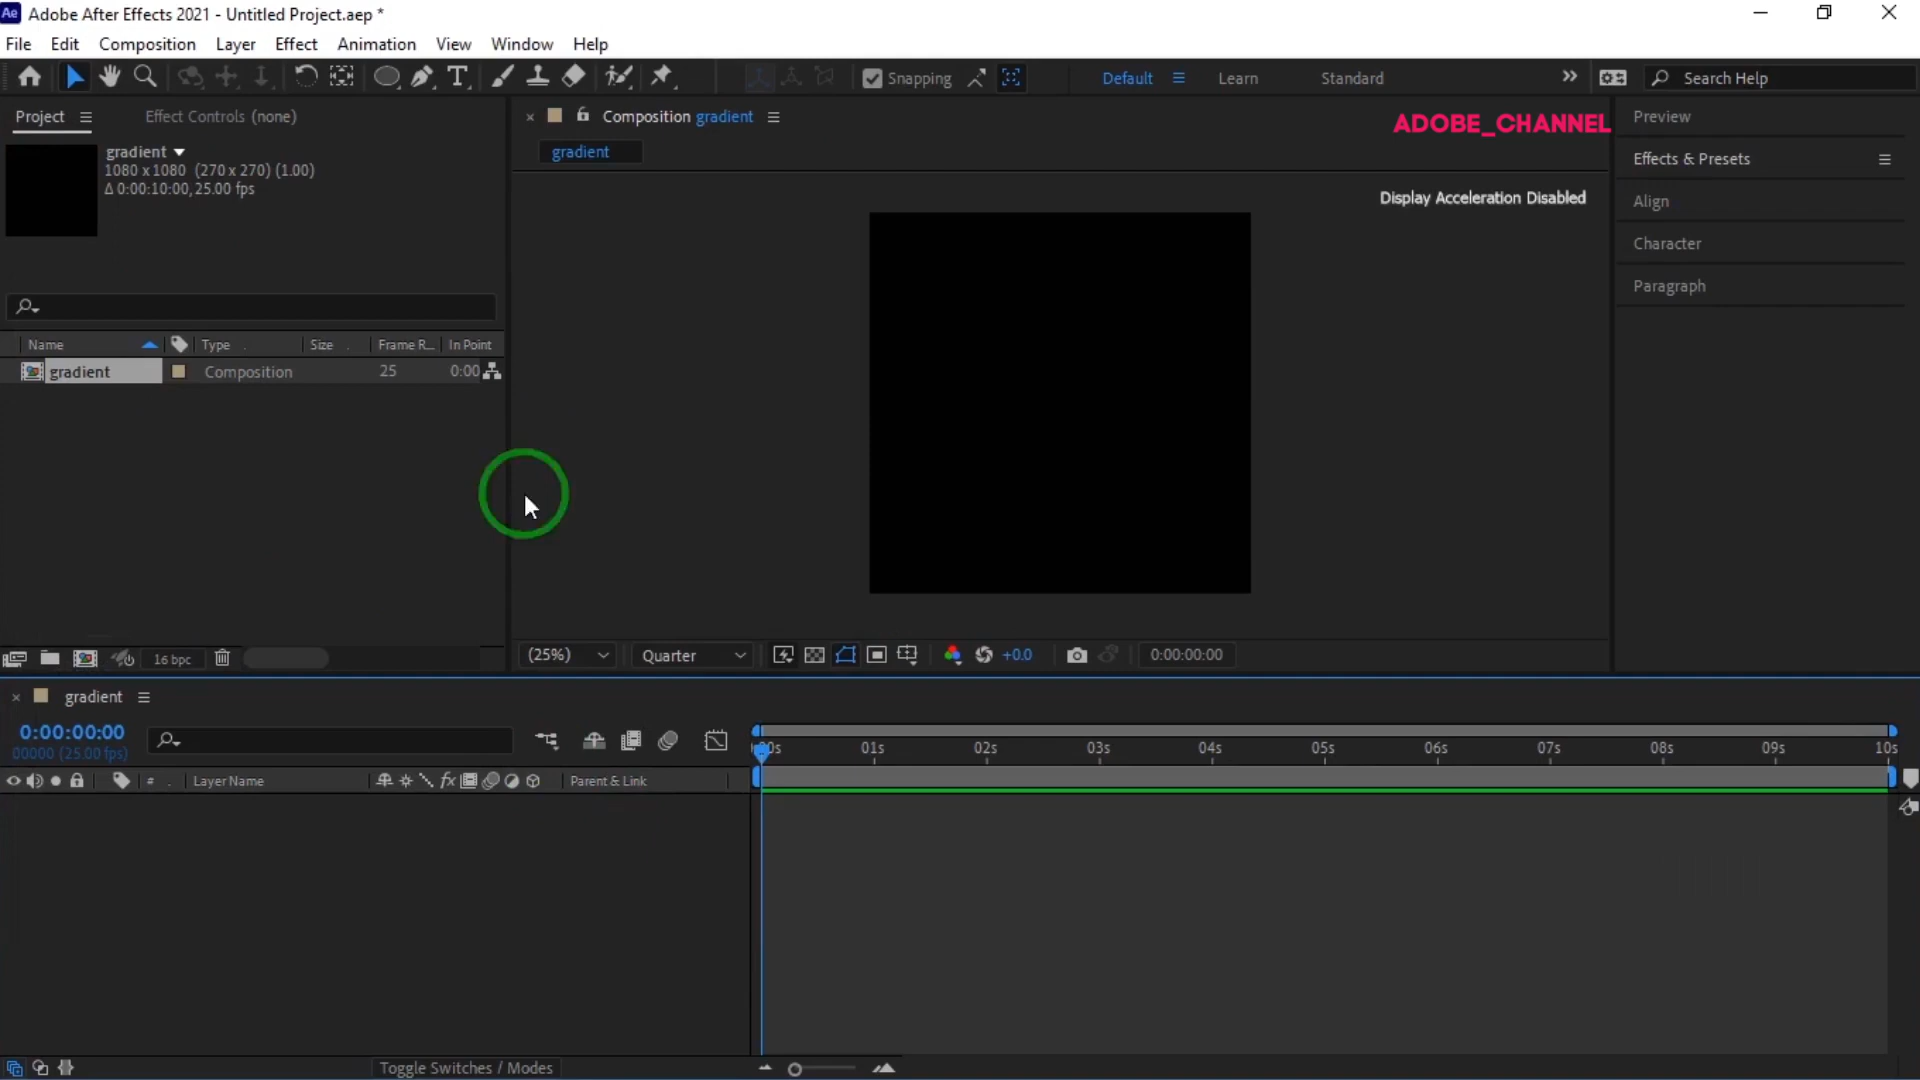 Ae Adobe After Effects 2021 - Untitled Project.aep *
File Edit Composition Layer Effect Animation View Window Help
Snapping Default Learn Standard Search Help
Project Effect Controls (none)
gradient
1080 x 1080 (270 x 270) (1.00)
Δ 0:00:10:00, 25.00 fps
Name Type Size Frame R... In Point
gradient Composition 25 0:00
16 bpc
Composition gradient
gradient
ADOBE_CHANNEL
Display Acceleration Disabled
(25%) Quarter +0.0 0:00:00:00
Preview
Effects & Presets
Align
Character
Paragraph
gradient
0:00:00:00
00000 (25.00 fps)
# Layer Name fx Parent & Link
00s 01s 02s 03s 04s 05s 06s 07s 08s 09s 10s
Toggle Switches / Modes